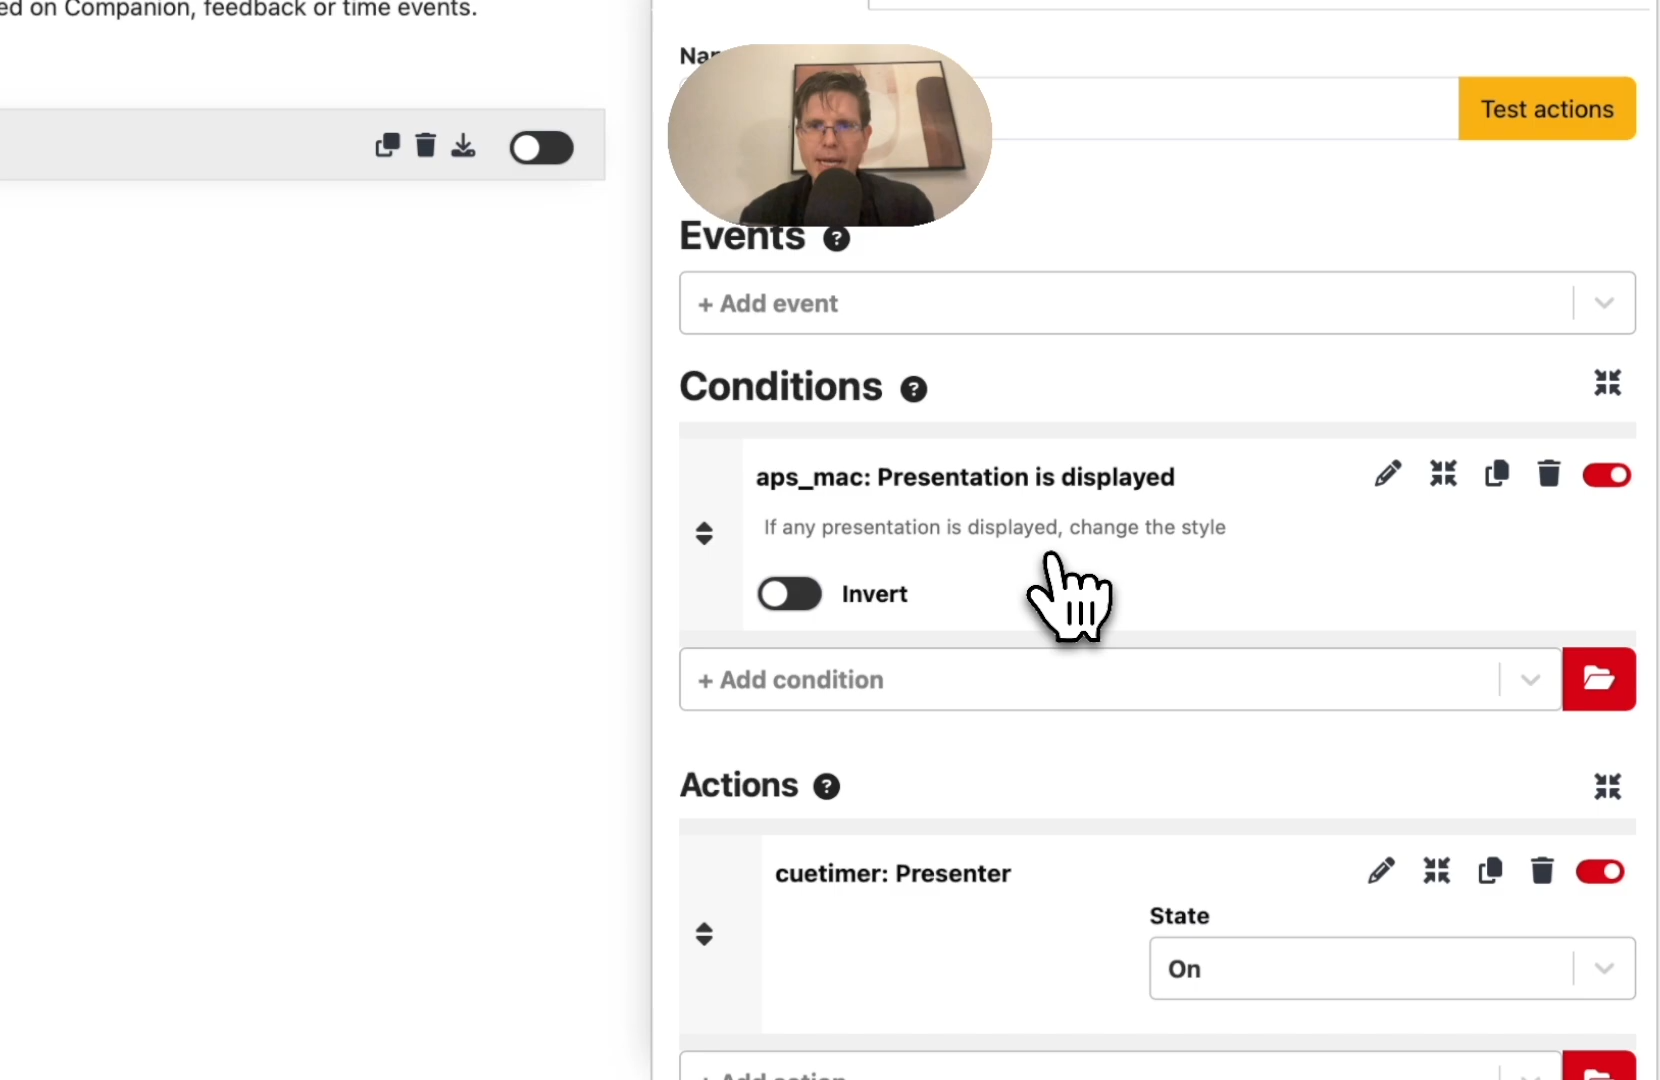 ed on Companion, feedback or time events.
Test actions
Events ?
+ Add event
Conditions ?
aps_mac: Presentation is displayed
If any presentation is displayed, change the style
Invert
+ Add condition
Actions ?
cuetimer: Presenter
State
On